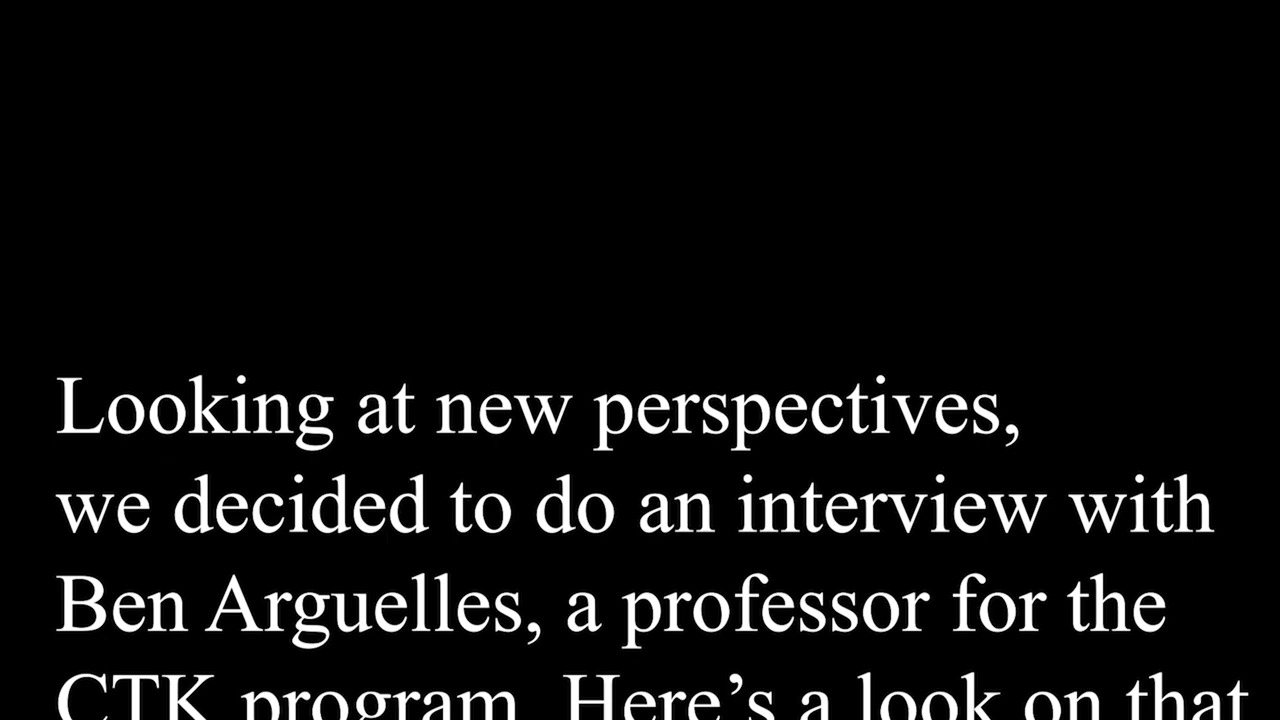 Looking at new perspectives,
we decided to do an interview with
Ben Arguelles, a professor for the
CTK program. Here’s a look on that